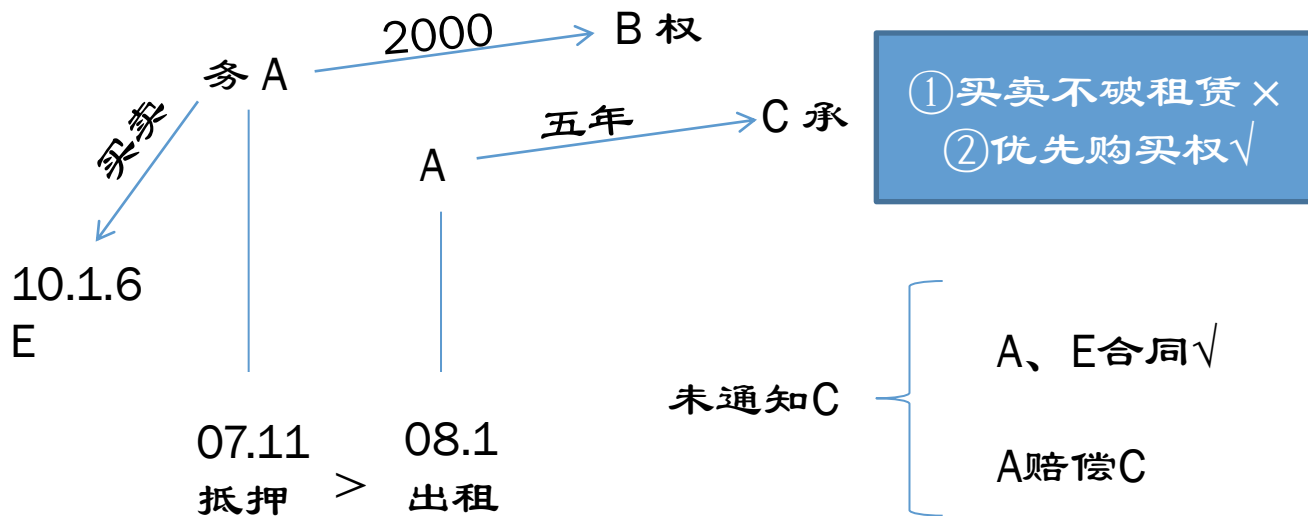 2000
B 权
务 A
①买卖不破租赁×
②优先购买权√
五年
C 承
买卖
A
10.1.6
E
A、E合同√
未通知C
07.11
抵押
>
08.1
出租
A赔偿C